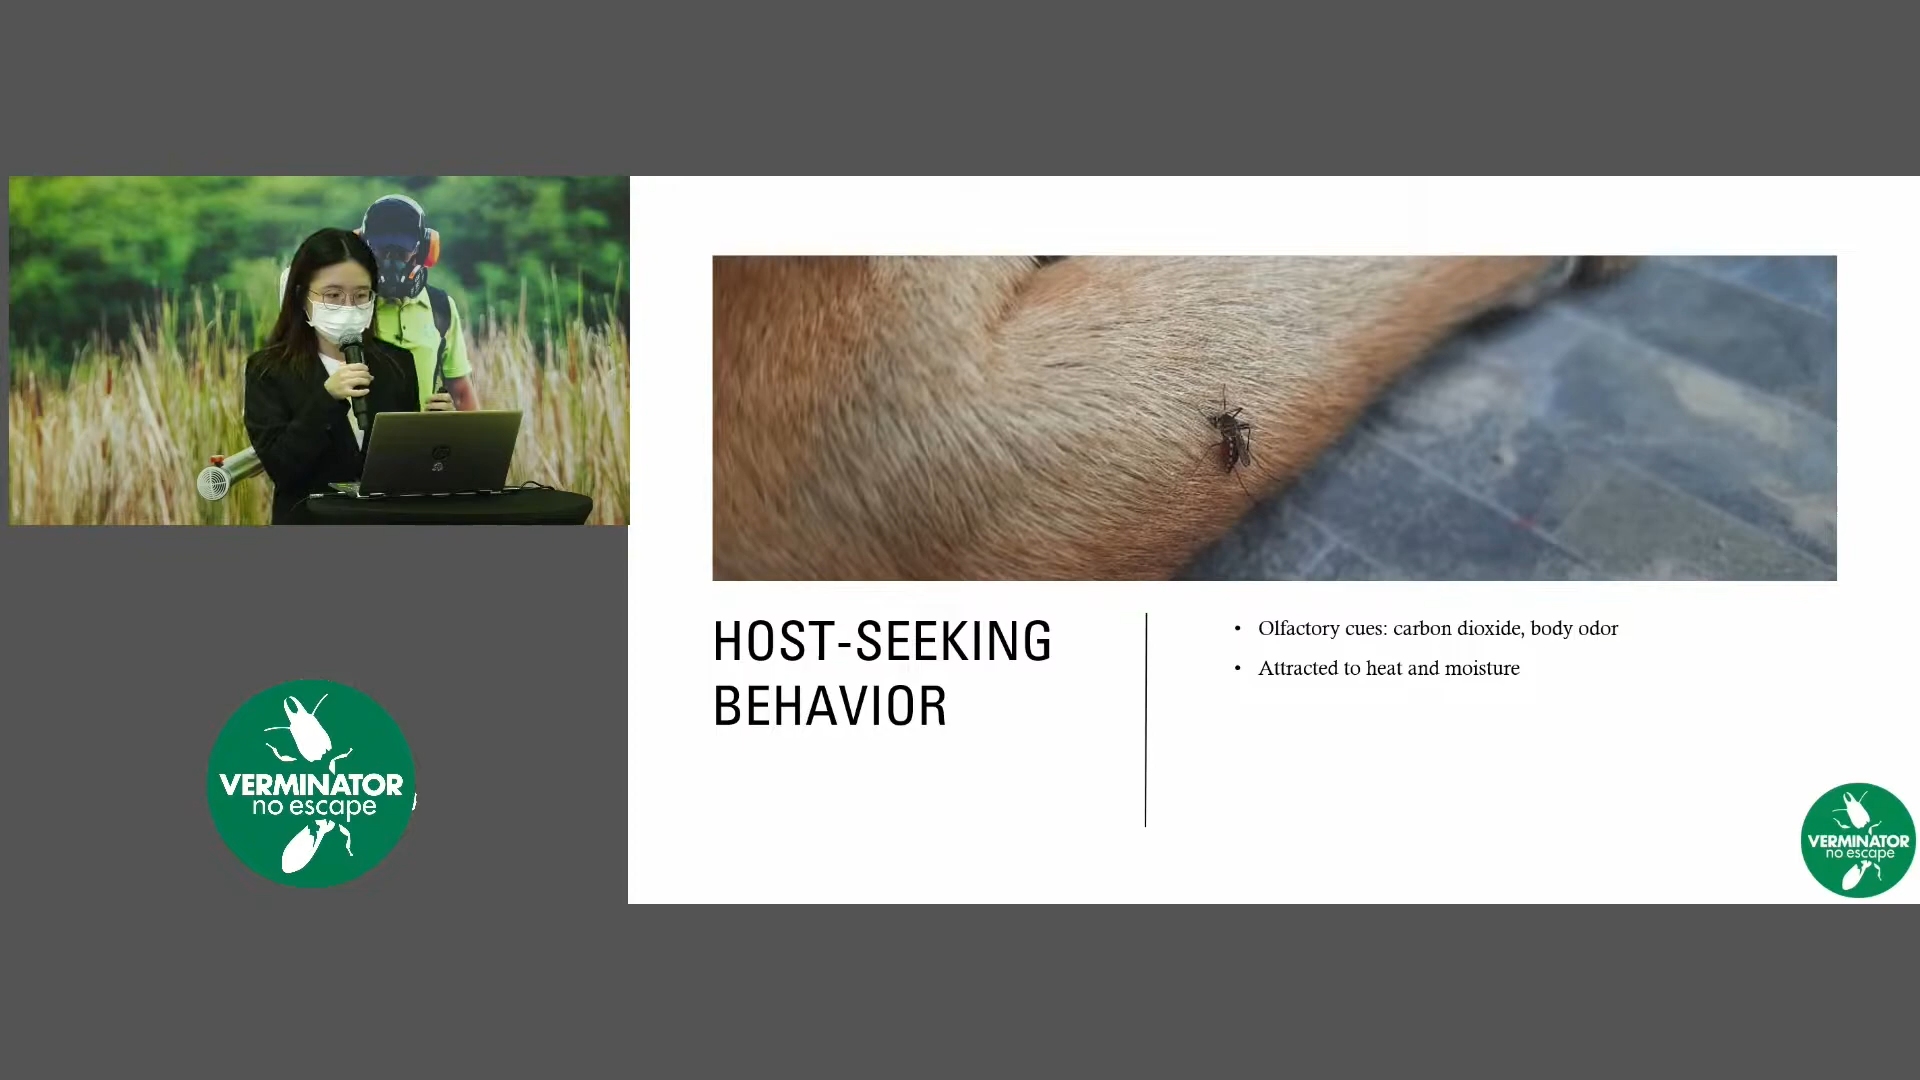 HOST-SEEKING
BEHAVIOR
• Olfactory cues: carbon dioxide, body odor
• Attracted to heat and moisture
VERMINATOR
no escape
VERMINATOR
no escape